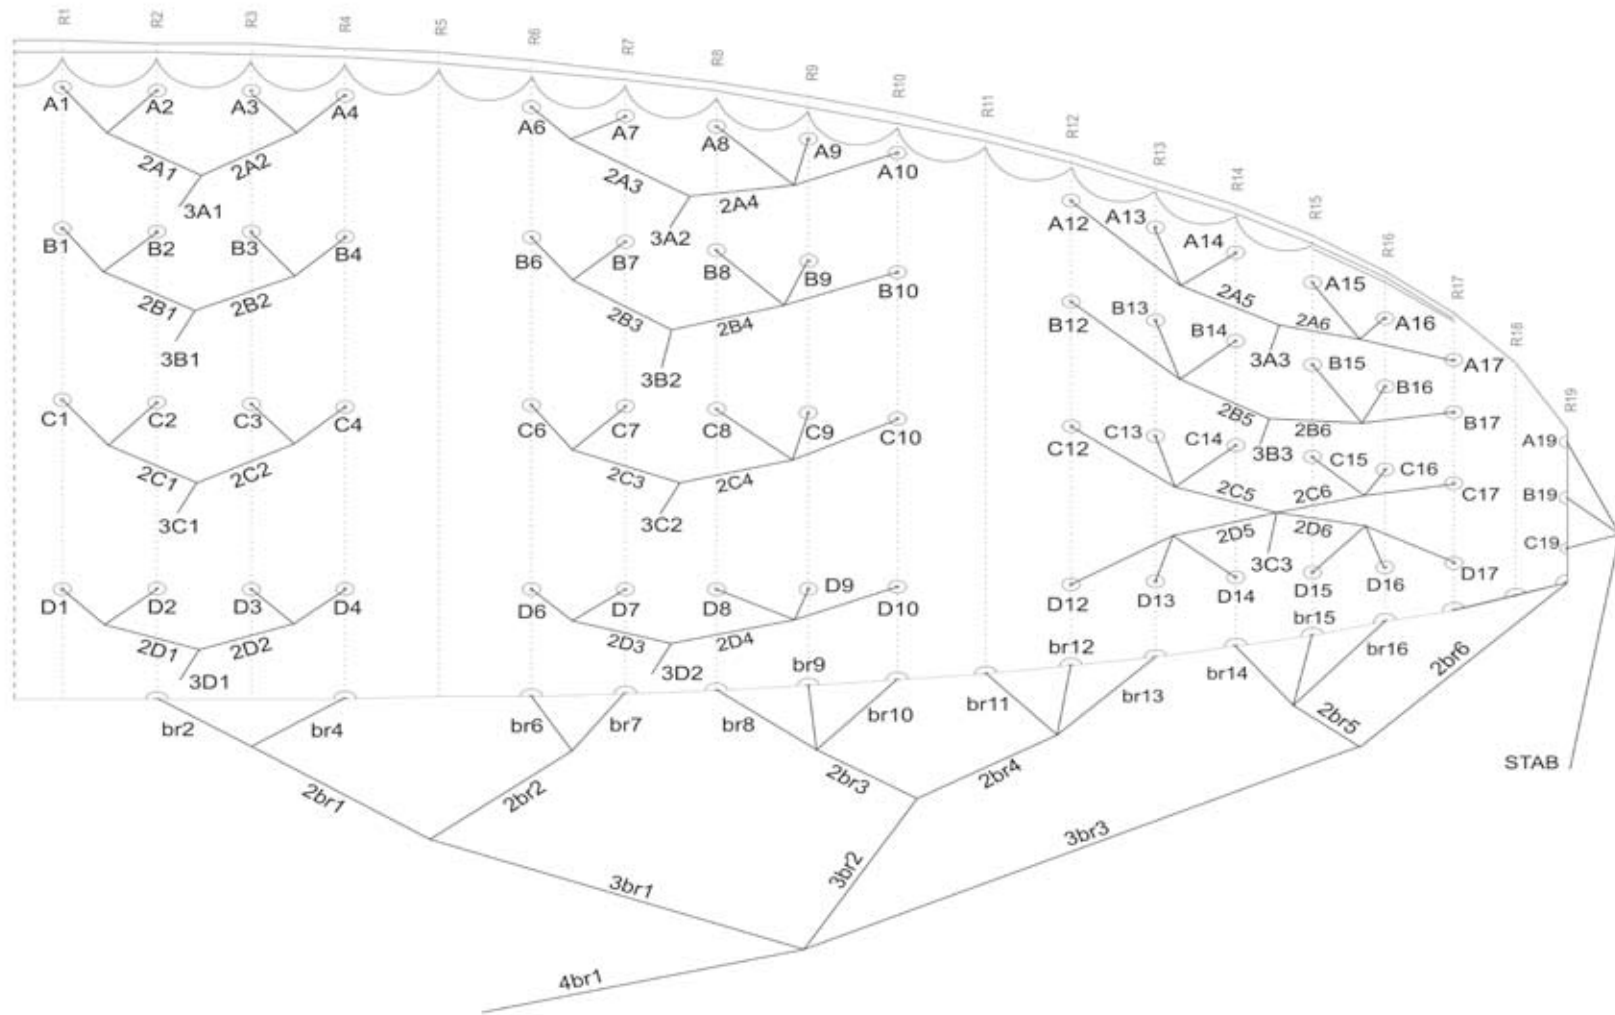 R1 R2 R3 R4 R5 R6 R7 R8 R9 R10 R11 R12 R13 R14 R15 R16 R17 R18 R19
A1 A2 A3 A4 A6 A7 A8 A9 A10 A12 A13 A14 A15 A16 A17 A19
2A1 2A2 2A3 2A4 2A5 2A6
3A1 3A2 3A3
B1 B2 B3 B4 B6 B7 B8 B9 B10 B12 B13 B14 B15 B16 B17 B19
2B1 2B2 2B3 2B4 2B5 2B6
3B1 3B2 3B3
C1 C2 C3 C4 C6 C7 C8 C9 C10 C12 C13 C14 C15 C16 C17 C19
2C1 2C2 2C3 2C4 2C5 2C6
3C1 3C2 3C3
D1 D2 D3 D4 D6 D7 D8 D9 D10 D12 D13 D14 D15 D16 D17
2D1 2D2 2D3 2D4 2D5 2D6
3D1 3D2
br2 br4 br6 br7 br8 br9 br10 br11 br12 br13 br14 br15 br16
2br1 2br2 2br3 2br4 2br5 2br6
STAB
3br1 3br2 3br3
4br1